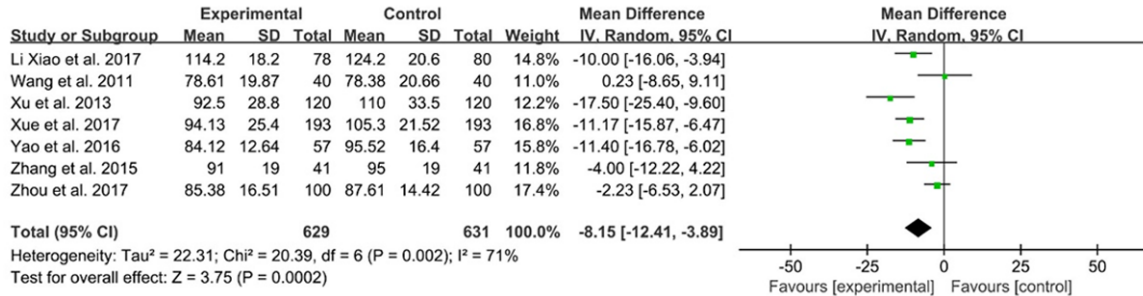 Experimental Control Mean Difference Mean Difference
Study or Subgroup Mean SD Total Mean SD Total Weight IV, Random, 95% CI IV, Random, 95% CI
Li Xiao et al. 2017 114.2 18.2 78 124.2 20.6 80 14.8% -10.00 [-16.06, -3.94]
Wang et al. 2011 78.61 19.87 40 78.38 20.66 40 11.0% 0.23 [-8.65, 9.11]
Xu et al. 2013 92.5 28.8 120 110 33.5 120 12.2% -17.50 [-25.40, -9.60]
Xue et al. 2017 94.13 25.4 193 105.3 21.52 193 16.8% -11.17 [-15.87, -6.47]
Yao et al. 2016 84.12 12.64 57 95.52 16.4 57 15.8% -11.40 [-16.78, -6.02]
Zhang et al. 2015 91 19 41 95 19 41 11.8% -4.00 [-12.22, 4.22]
Zhou et al. 2017 85.38 16.51 100 87.61 14.42 100 17.4% -2.23 [-6.53, 2.07]
Total (95% CI) 629 631 100.0% -8.15 [-12.41, -3.89]
Heterogeneity: Tau² = 22.31; Chi² = 20.39, df = 6 (P = 0.002); I² = 71%
Test for overall effect: Z = 3.75 (P = 0.0002)
-50 -25 0 25 50
Favours [experimental] Favours [control]